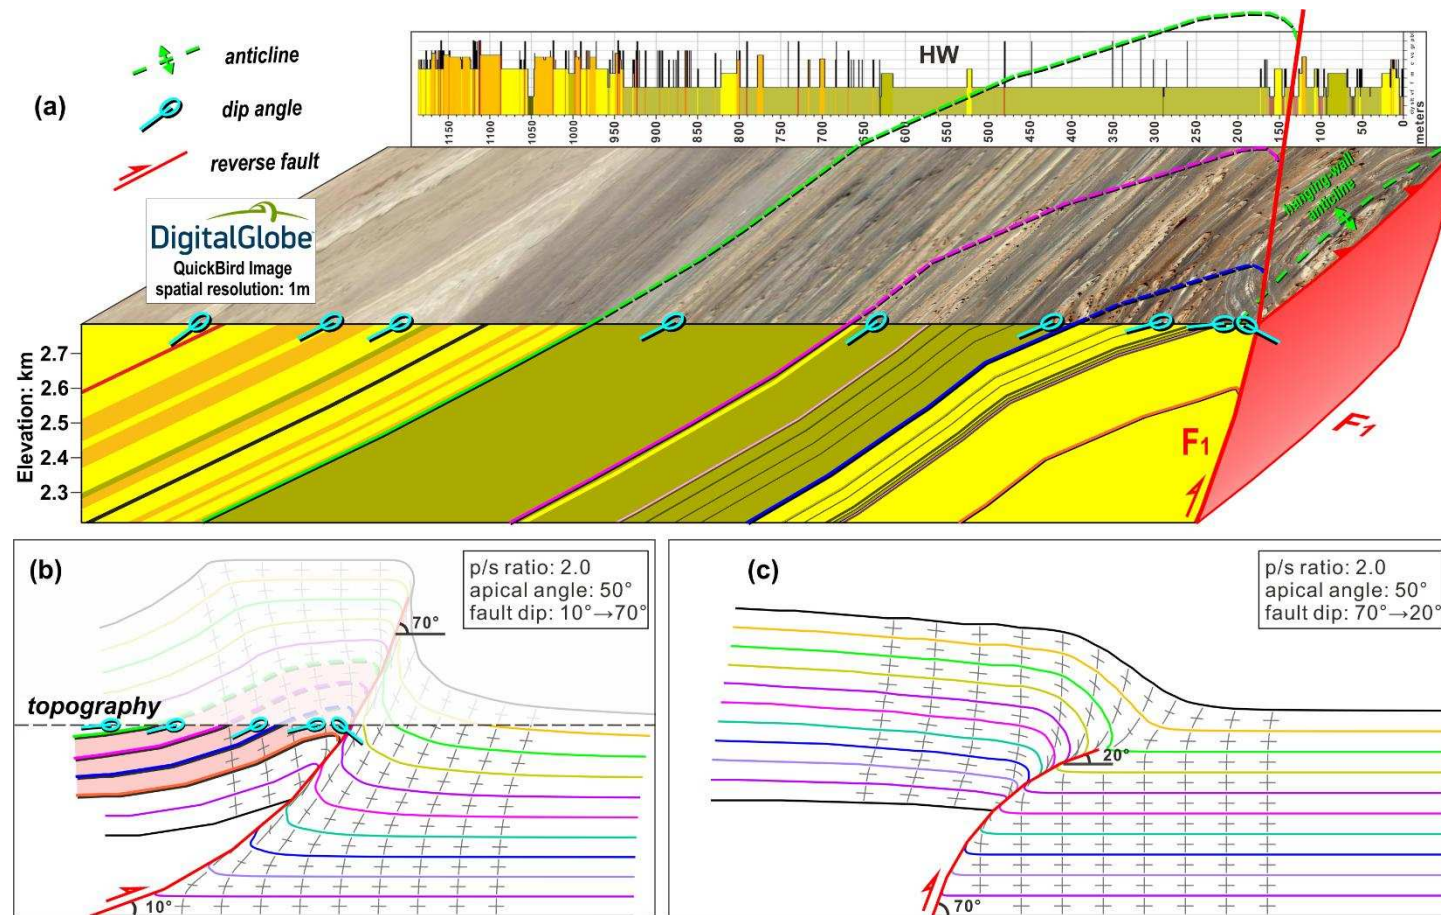 (a)
anticline
dip angle
reverse fault
DigitalGlobe
QuickBird Image
spatial resolution: 1m
HW
1150
1100
1050
1000
950
900
850
800
750
700
650
600
550
500
450
400
350
300
250
200
150
100
50
0
meters
hanging-wall
anticline
Elevation: km
2.7
2.6
2.5
2.4
2.3
F1
F1
(b)
p/s ratio: 2.0
apical angle: 50°
fault dip: 10°→70°
70°
topography
10°
(c)
p/s ratio: 2.0
apical angle: 50°
fault dip: 70°→20°
20°
70°